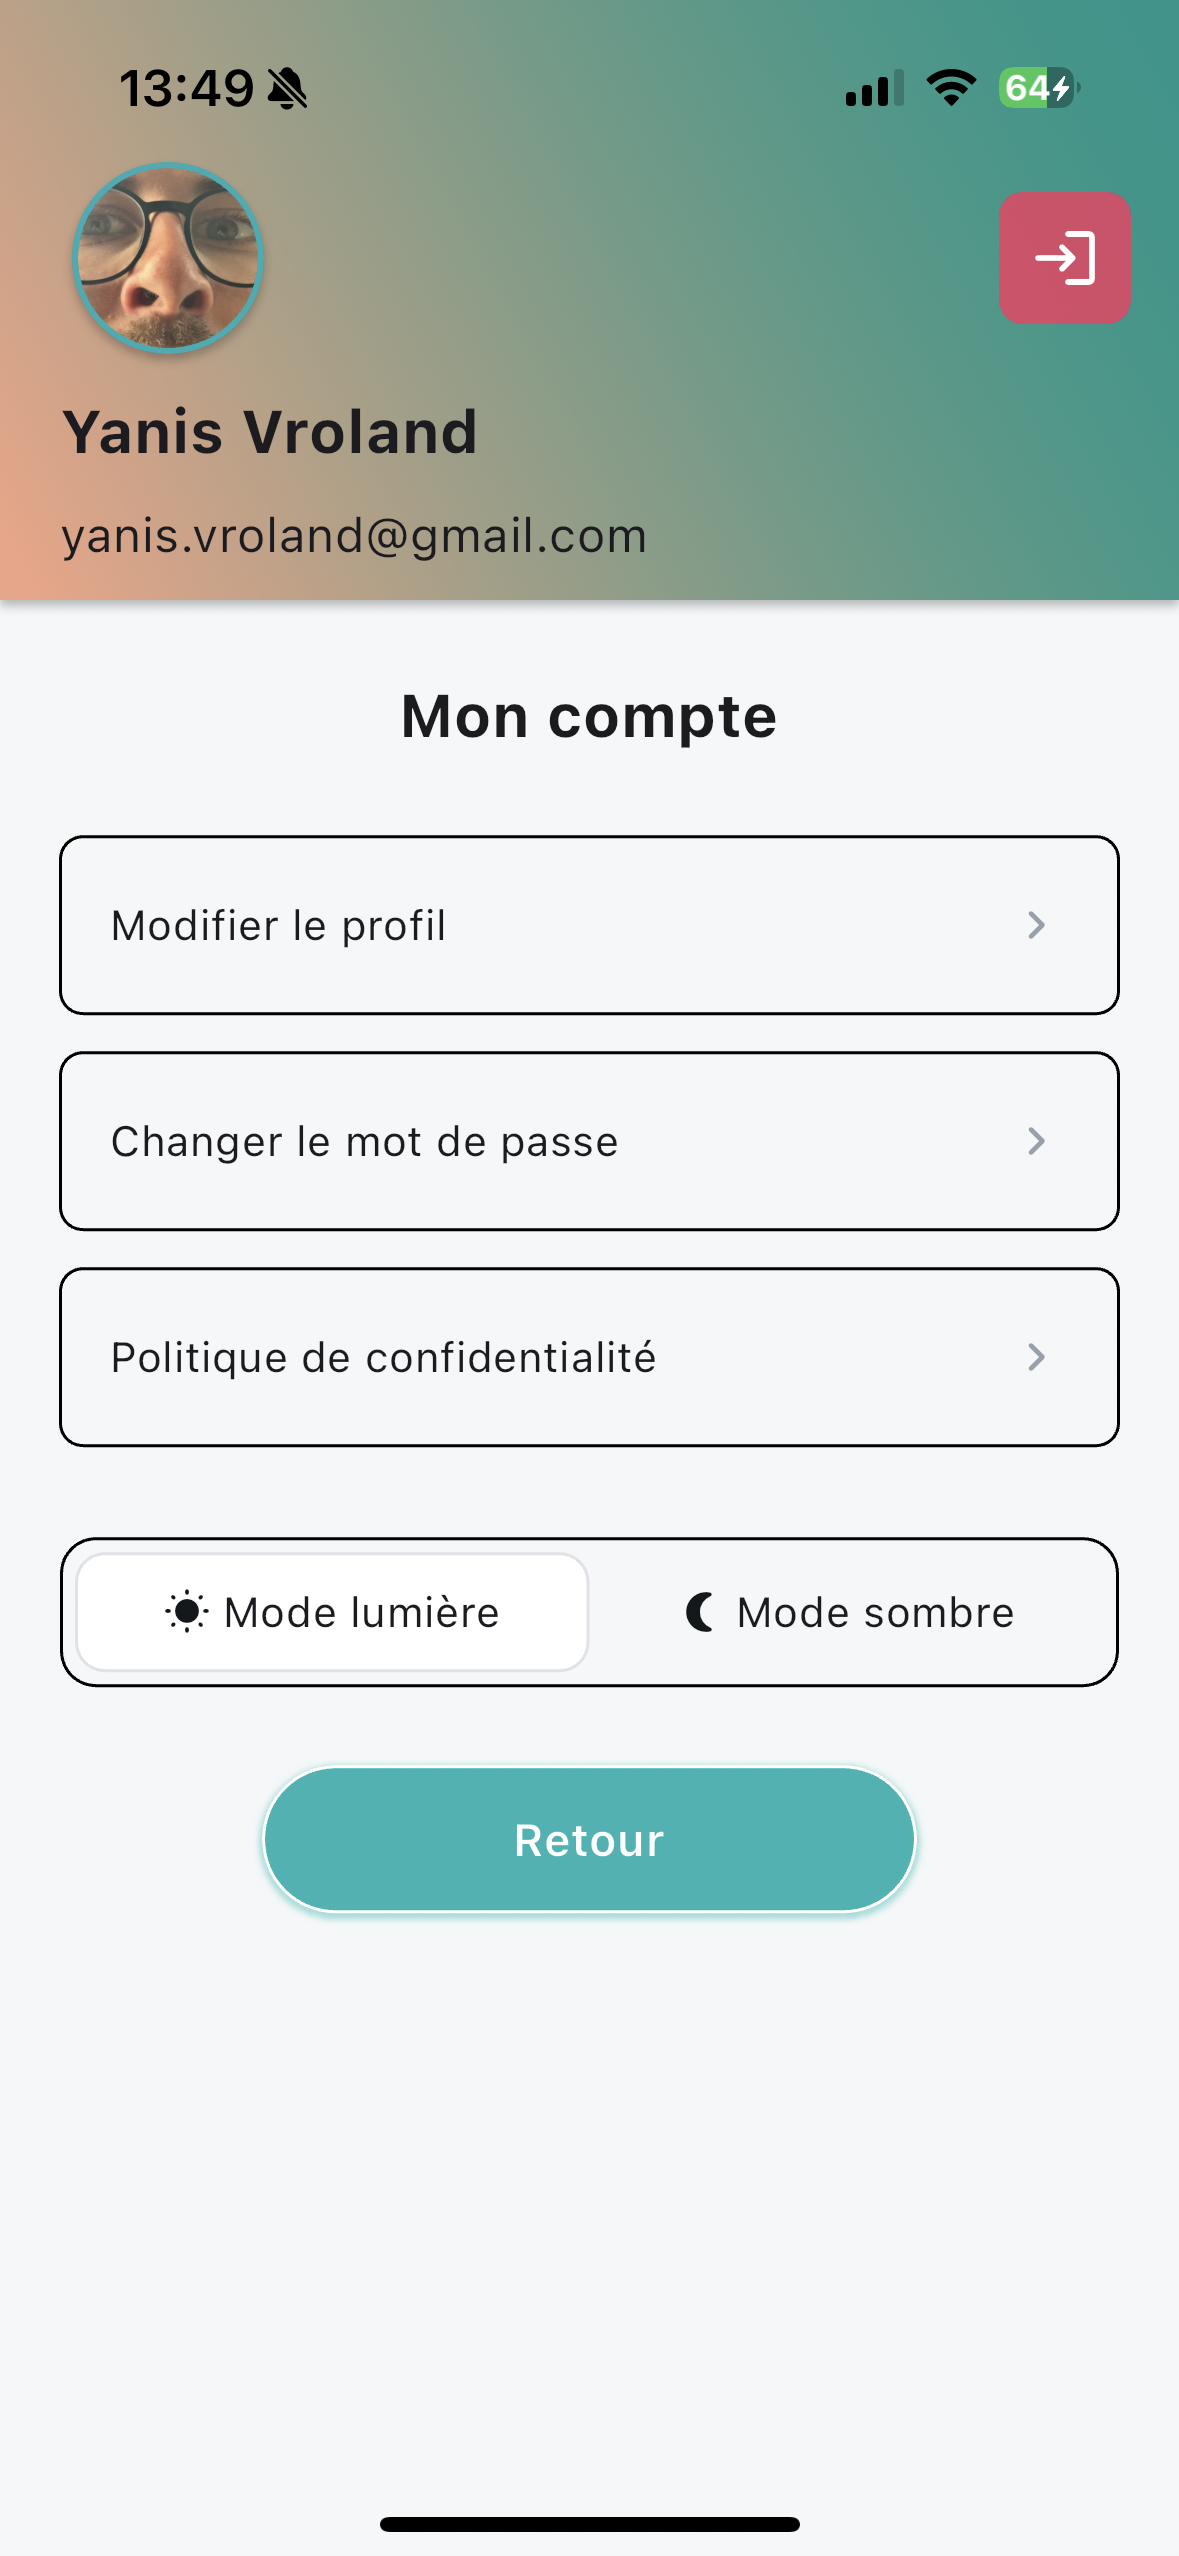 13:49
64
Yanis Vroland
yanis.vroland@gmail.com
Mon compte
Modifier le profil
Changer le mot de passe
Politique de confidentialité
Mode lumière
Mode sombre
Retour